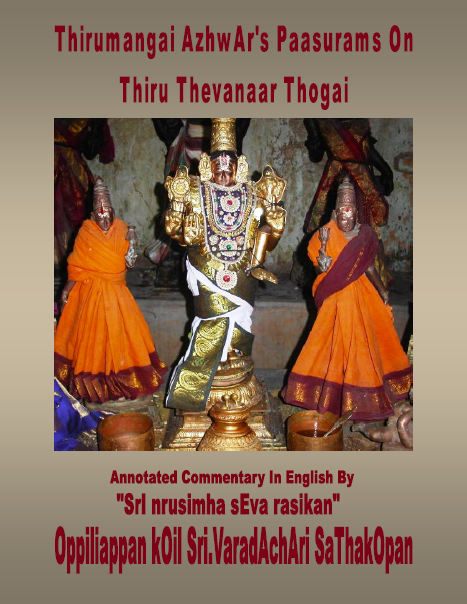 Thirumangai AzhwAr's Paasurams On
Thiru Thevanaar Thogai
Annotated Commentary In English By
"SrI nrusimha sEva rasikan"
Oppiliappan kOil Sri.VaradAchAri SaThakOpan